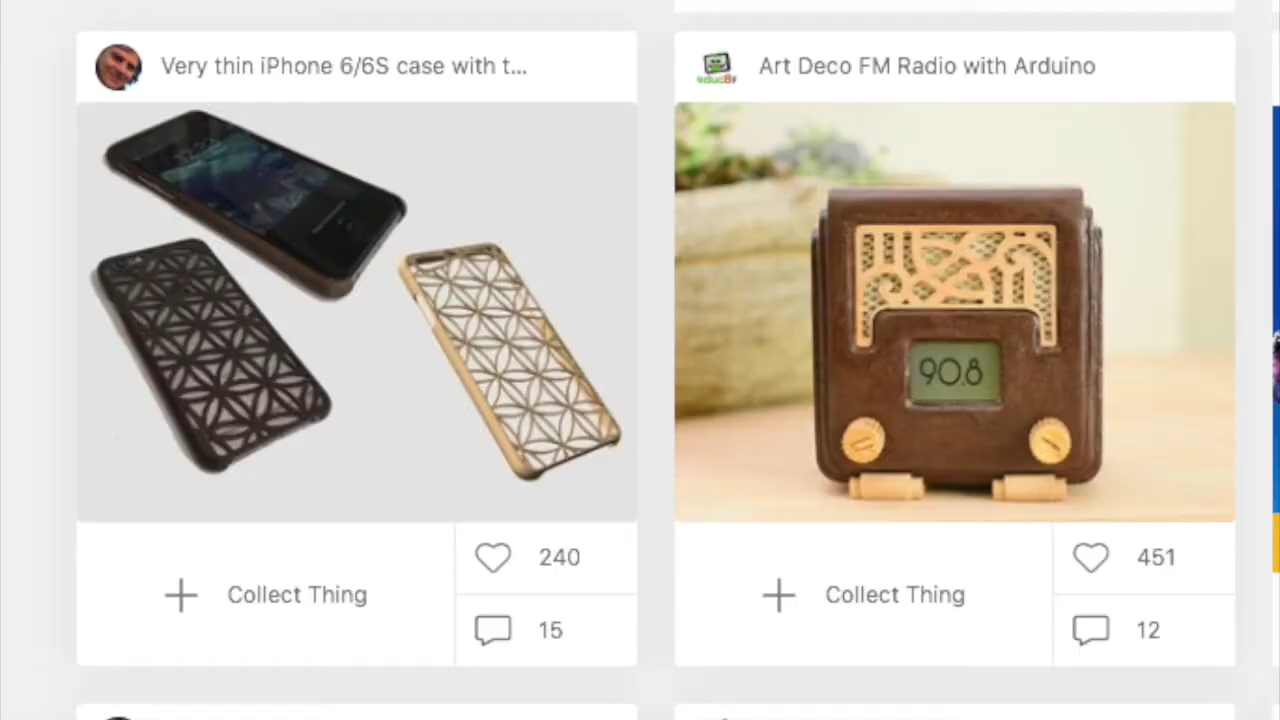 Very thin iPhone 6/6S case with t...
educ8r
Art Deco FM Radio with Arduino
90.8
240
Collect Thing
15
451
Collect Thing
12